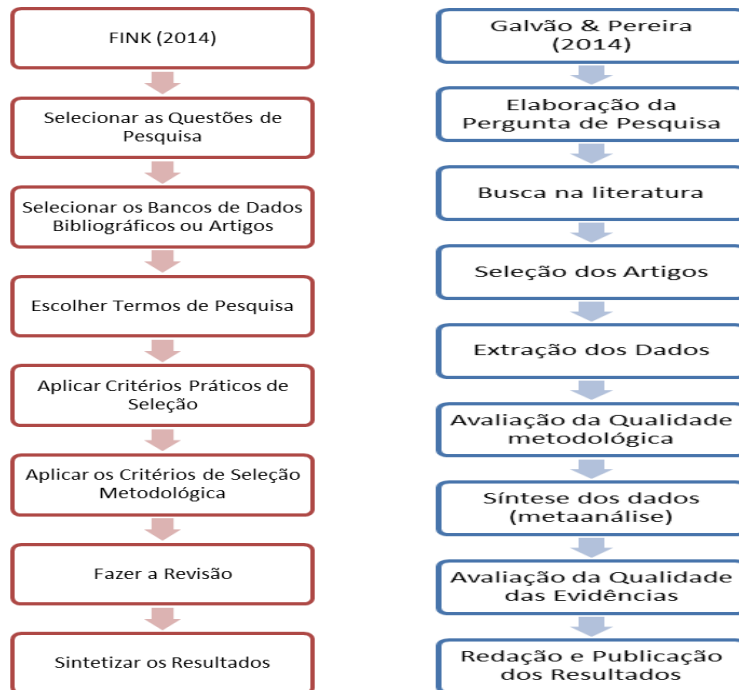 FINK (2014)
Selecionar as Questões de
Pesquisa
Selecionar os Bancos de Dados
Bibliográficos ou Artigos
Escolher Termos de Pesquisa
Aplicar Critérios Práticos de
Seleção
Aplicar os Critérios de Seleção
Metodológica
Fazer a Revisão
Sintetizar os Resultados
Galvão & Pereira
(2014)
Elaboração da
Pergunta de Pesquisa
Busca na literatura
Seleção dos Artigos
Extração dos Dados
Avaliação da Qualidade
metodológica
Síntese dos dados
(metaanálise)
Avaliação da Qualidade
das Evidências
Redação e Publicação
dos Resultados